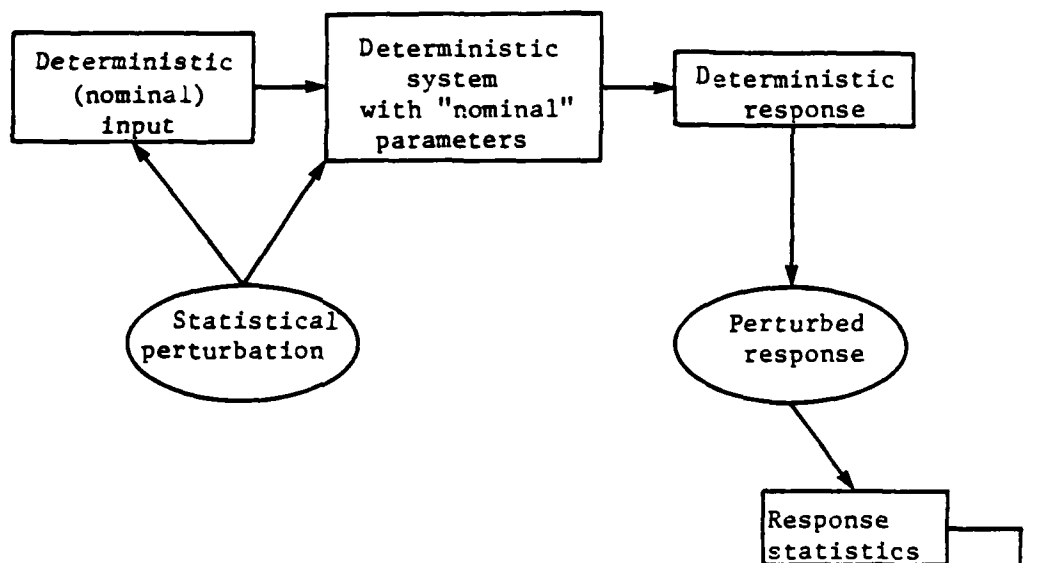 Deterministic
(nominal)
input
Deterministic
system
with "nominal"
parameters
Deterministic
response
Statistical
perturbation
Perturbed
response
Response
statistics